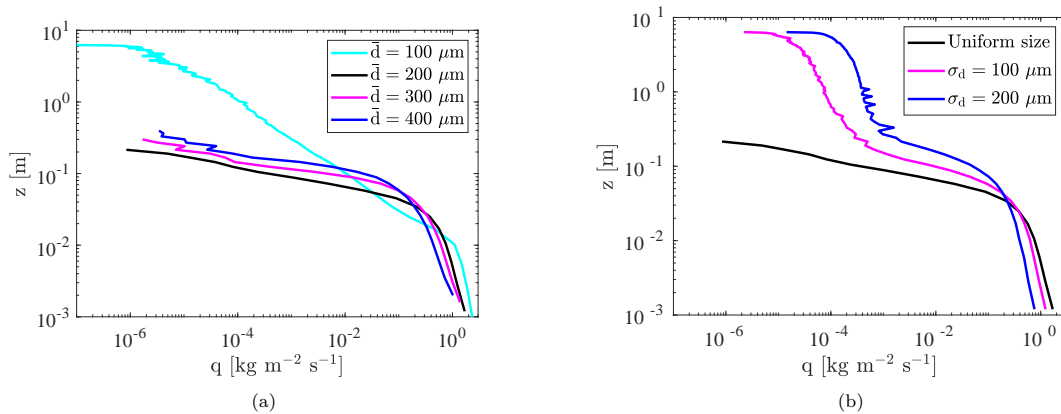 10^1
10^0
10^-1
10^-2
10^-3
z [m]
10^-6
10^-4
10^-2
10^0
q [kg m^-2 s^-1]
d̄ = 100 μm
d̄ = 200 μm
d̄ = 300 μm
d̄ = 400 μm
(a)
10^1
10^0
10^-1
10^-2
10^-3
z [m]
10^-6
10^-4
10^-2
10^0
q [kg m^-2 s^-1]
Uniform size
σ_d = 100 μm
σ_d = 200 μm
(b)